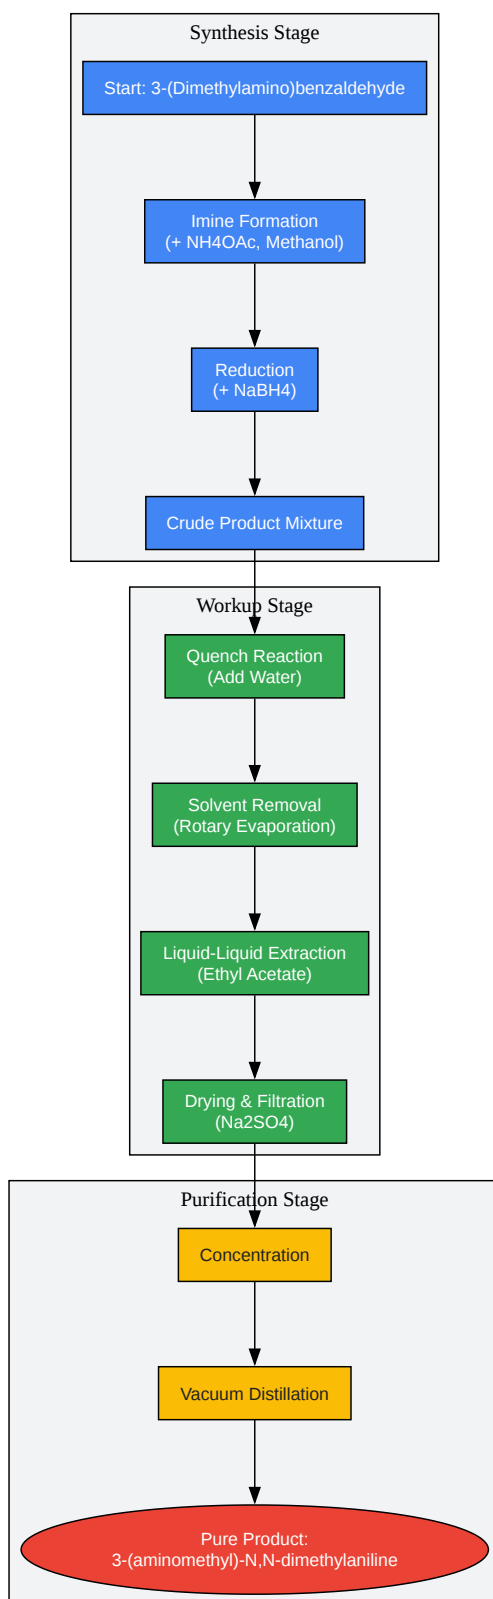 Synthesis Stage
Start: 3-(Dimethylamino)benzaldehyde
Imine Formation
(+ NH4OAc, Methanol)
Reduction
(+ NaBH4)
Crude Product Mixture
Workup Stage
Quench Reaction
(Add Water)
Solvent Removal
(Rotary Evaporation)
Liquid-Liquid Extraction
(Ethyl Acetate)
Drying & Filtration
(Na2SO4)
Purification Stage
Concentration
Vacuum Distillation
Pure Product:
3-(aminomethyl)-N,N-dimethylaniline